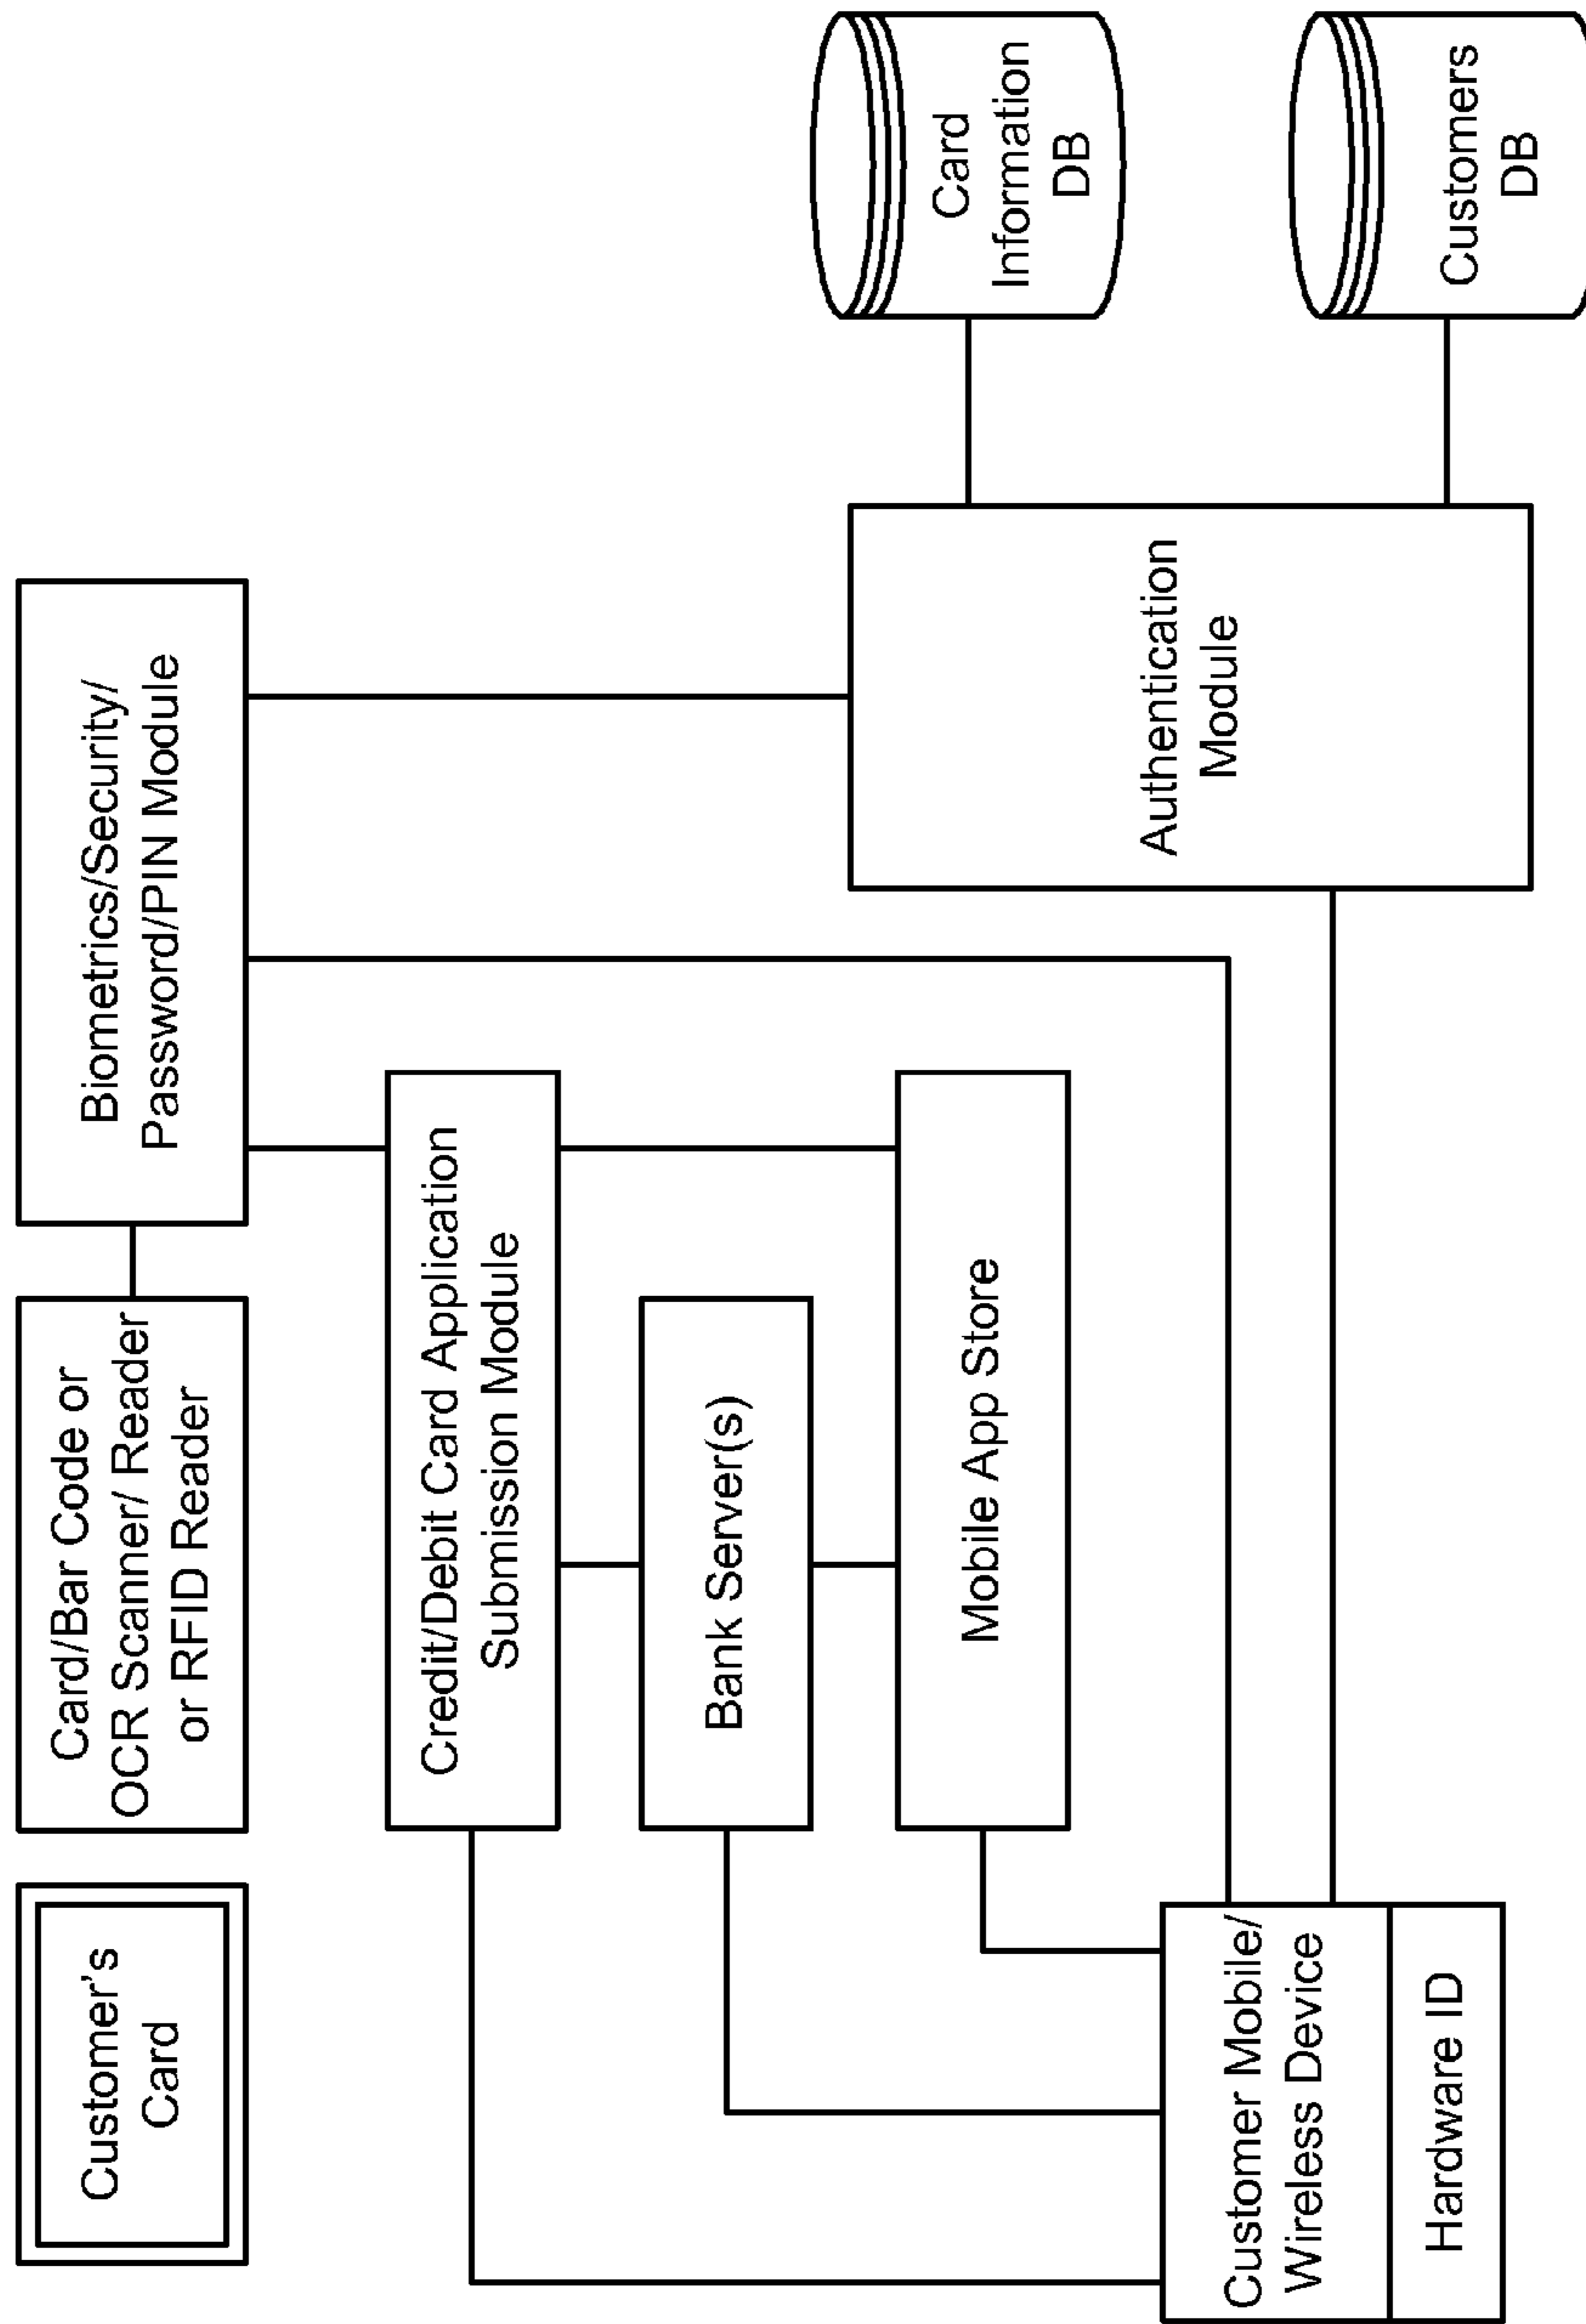 Customer's
Card
Card/Bar Code or
OCR Scanner/ Reader
or RFID Reader
Biometrics/Security/
Password/PIN Module
Credit/Debit Card Application
Submission Module
Bank Server(s)
Mobile App Store
Customer Mobile/
Wireless Device
Hardware ID
Authentication
Module
Card
Information
DB
Customers
DB